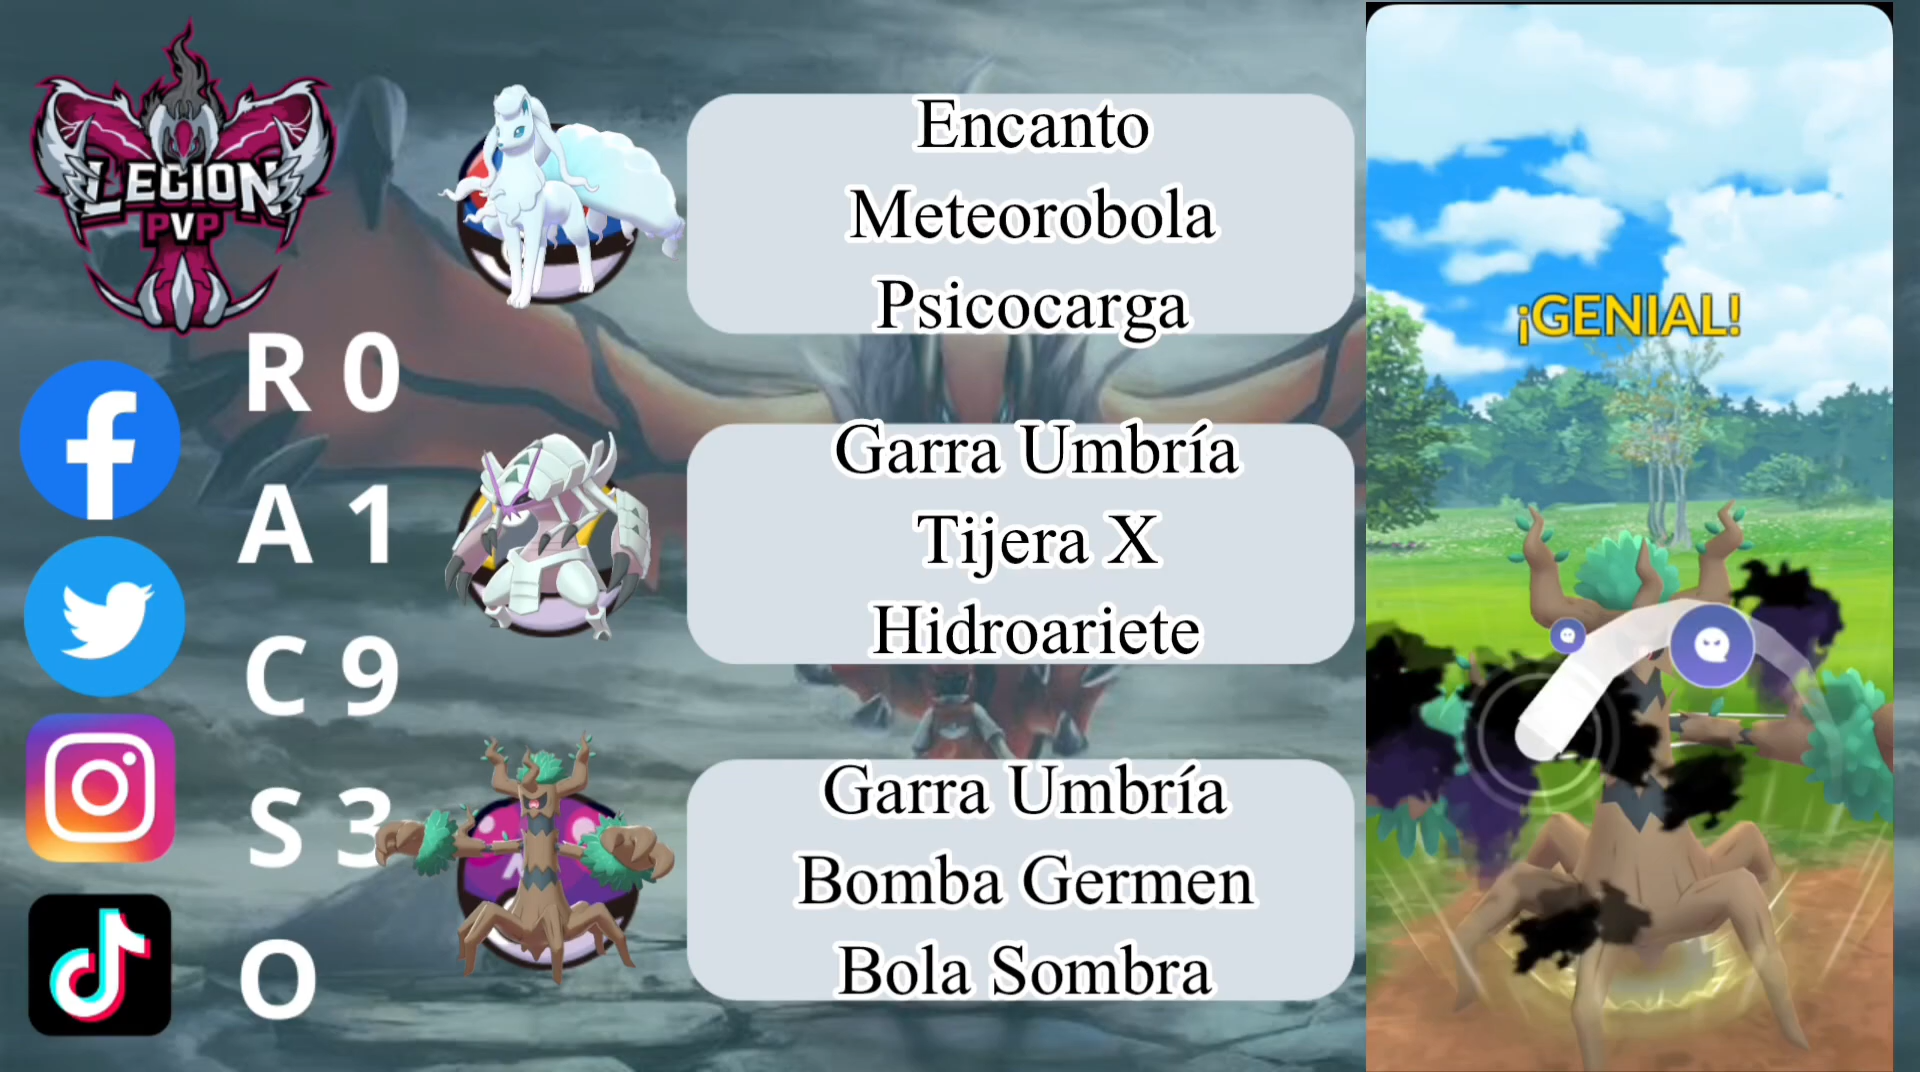 LEGION
PVP
R 0
A 1
C 9
S 3
O
Encanto
Meteorobola
Psicocarga
Garra Umbría
Tijera X
Hidroariete
Garra Umbría
Bomba Germen
Bola Sombra
¡GENIAL!